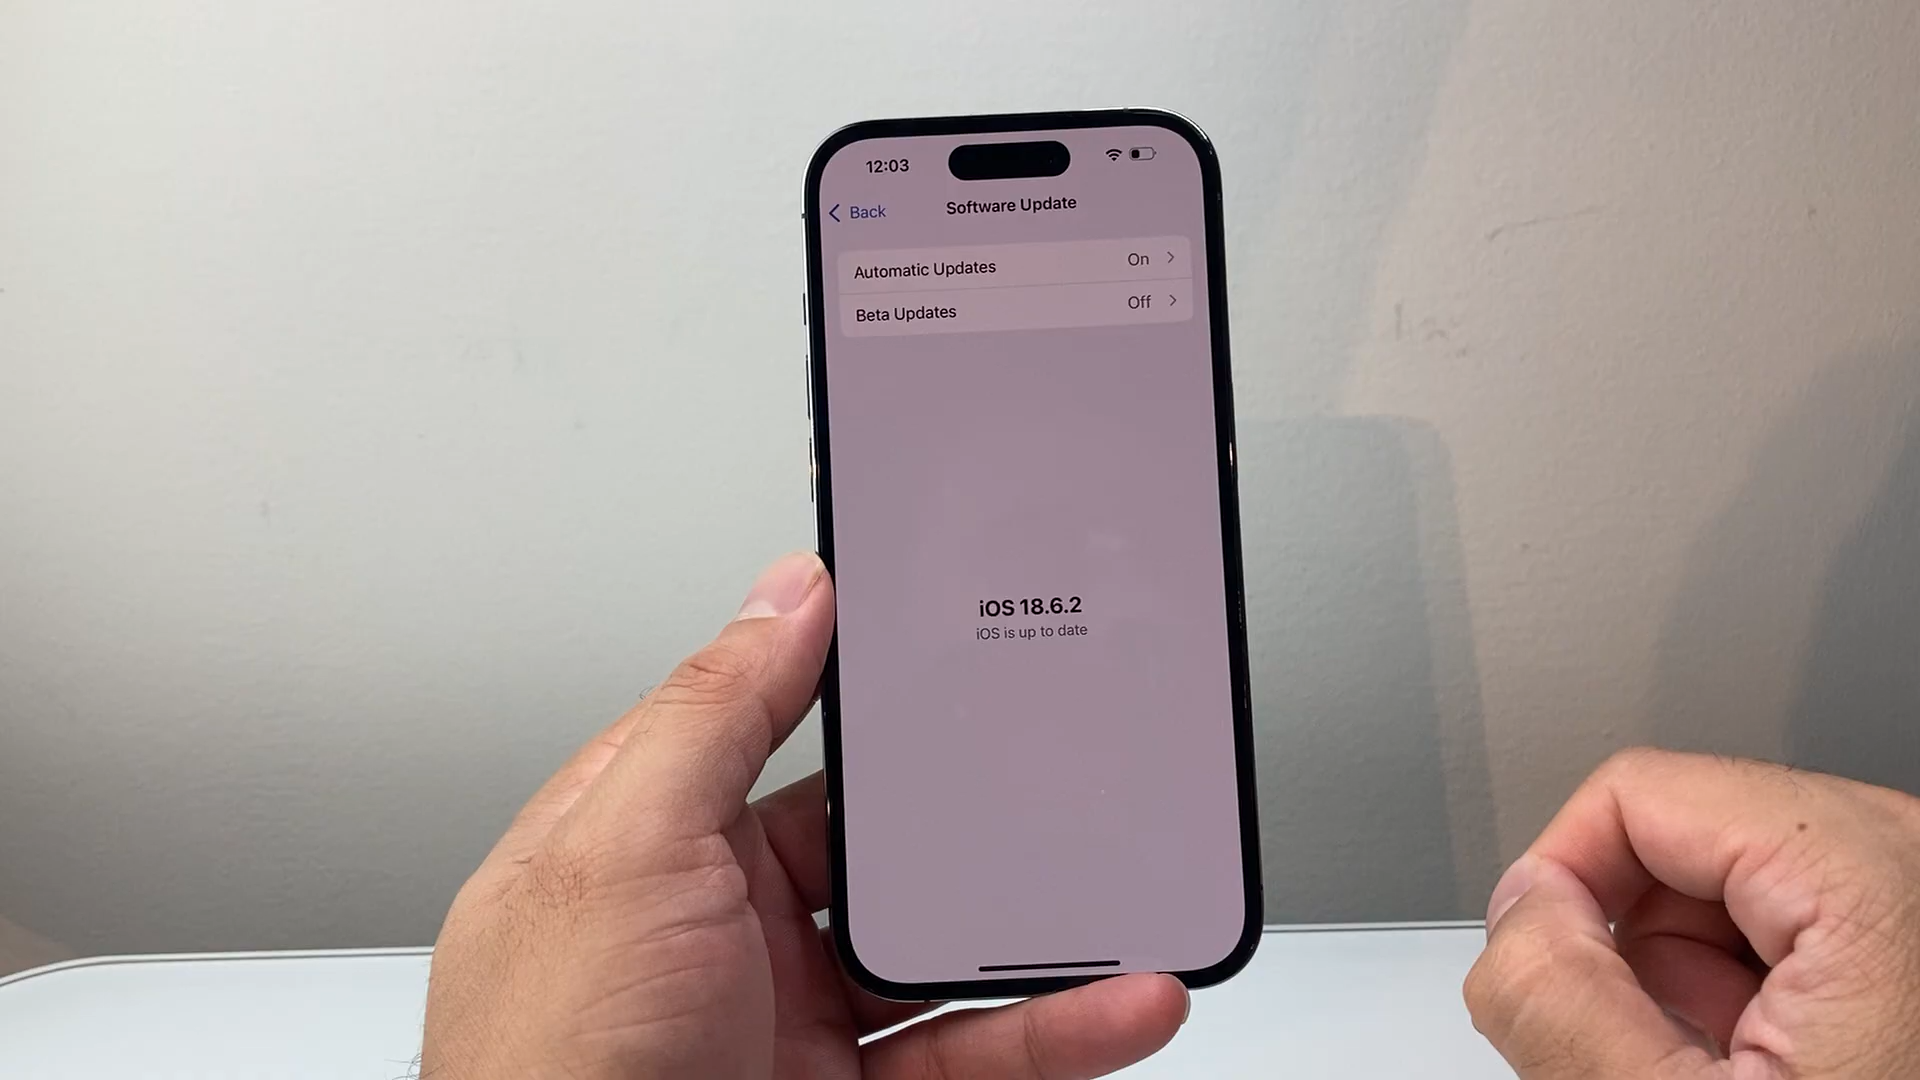 12:03
Back
Software Update
Automatic Updates On
Beta Updates Off
iOS 18.6.2
iOS is up to date